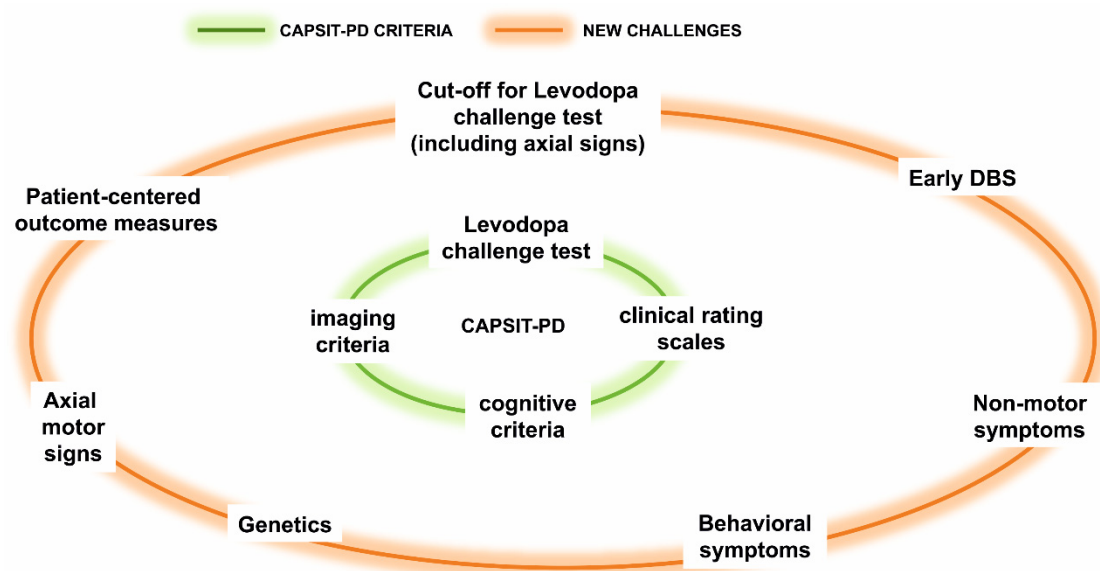 CAPSIT-PD CRITERIA
NEW CHALLENGES
Cut-off for Levodopa
challenge test
(including axial signs)
Early DBS
Patient-centered
outcome measures
Levodopa
challenge test
imaging
criteria
CAPSIT-PD
clinical rating
scales
cognitive
criteria
Axial
motor
signs
Non-motor
symptoms
Genetics
Behavioral
symptoms